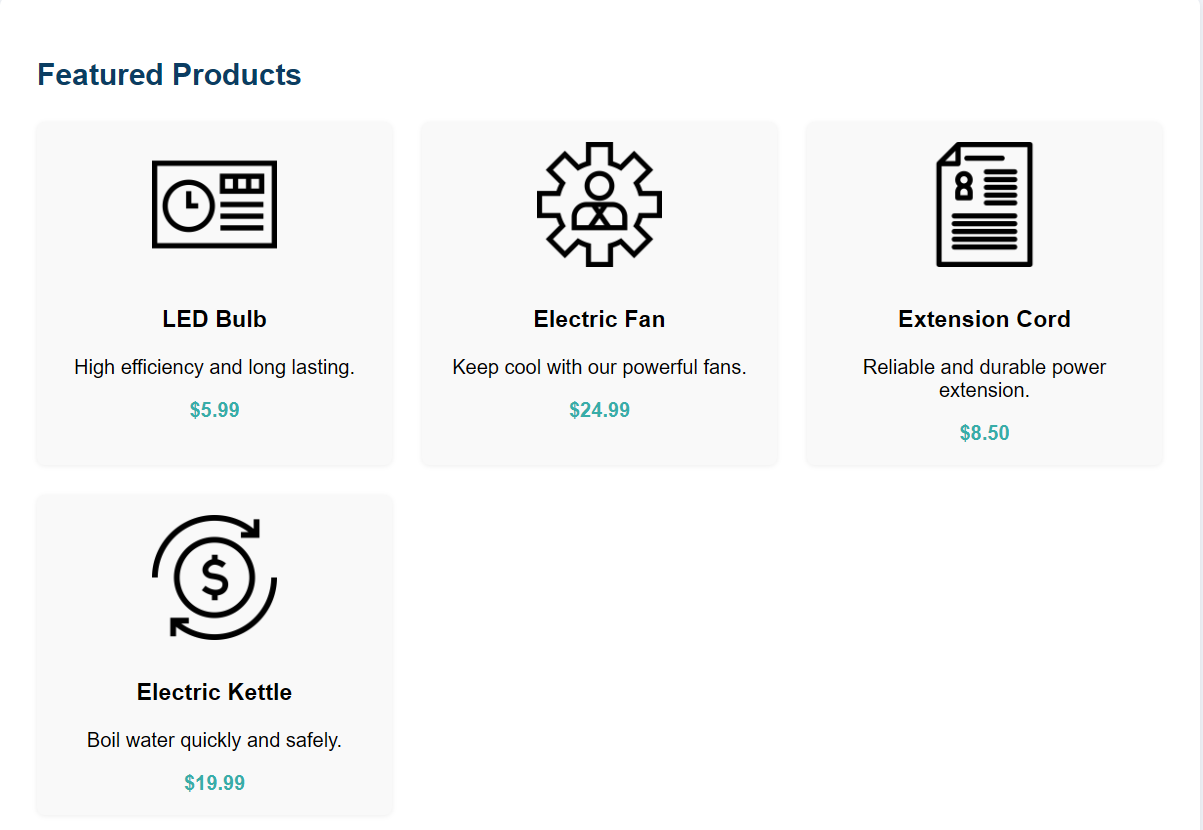 Featured Products
LED Bulb
High efficiency and long lasting.
$5.99
Electric Fan
Keep cool with our powerful fans.
$24.99
8
Extension Cord
Reliable and durable power
extension.
$8.50
$
Electric Kettle
Boil water quickly and safely.
$19.99